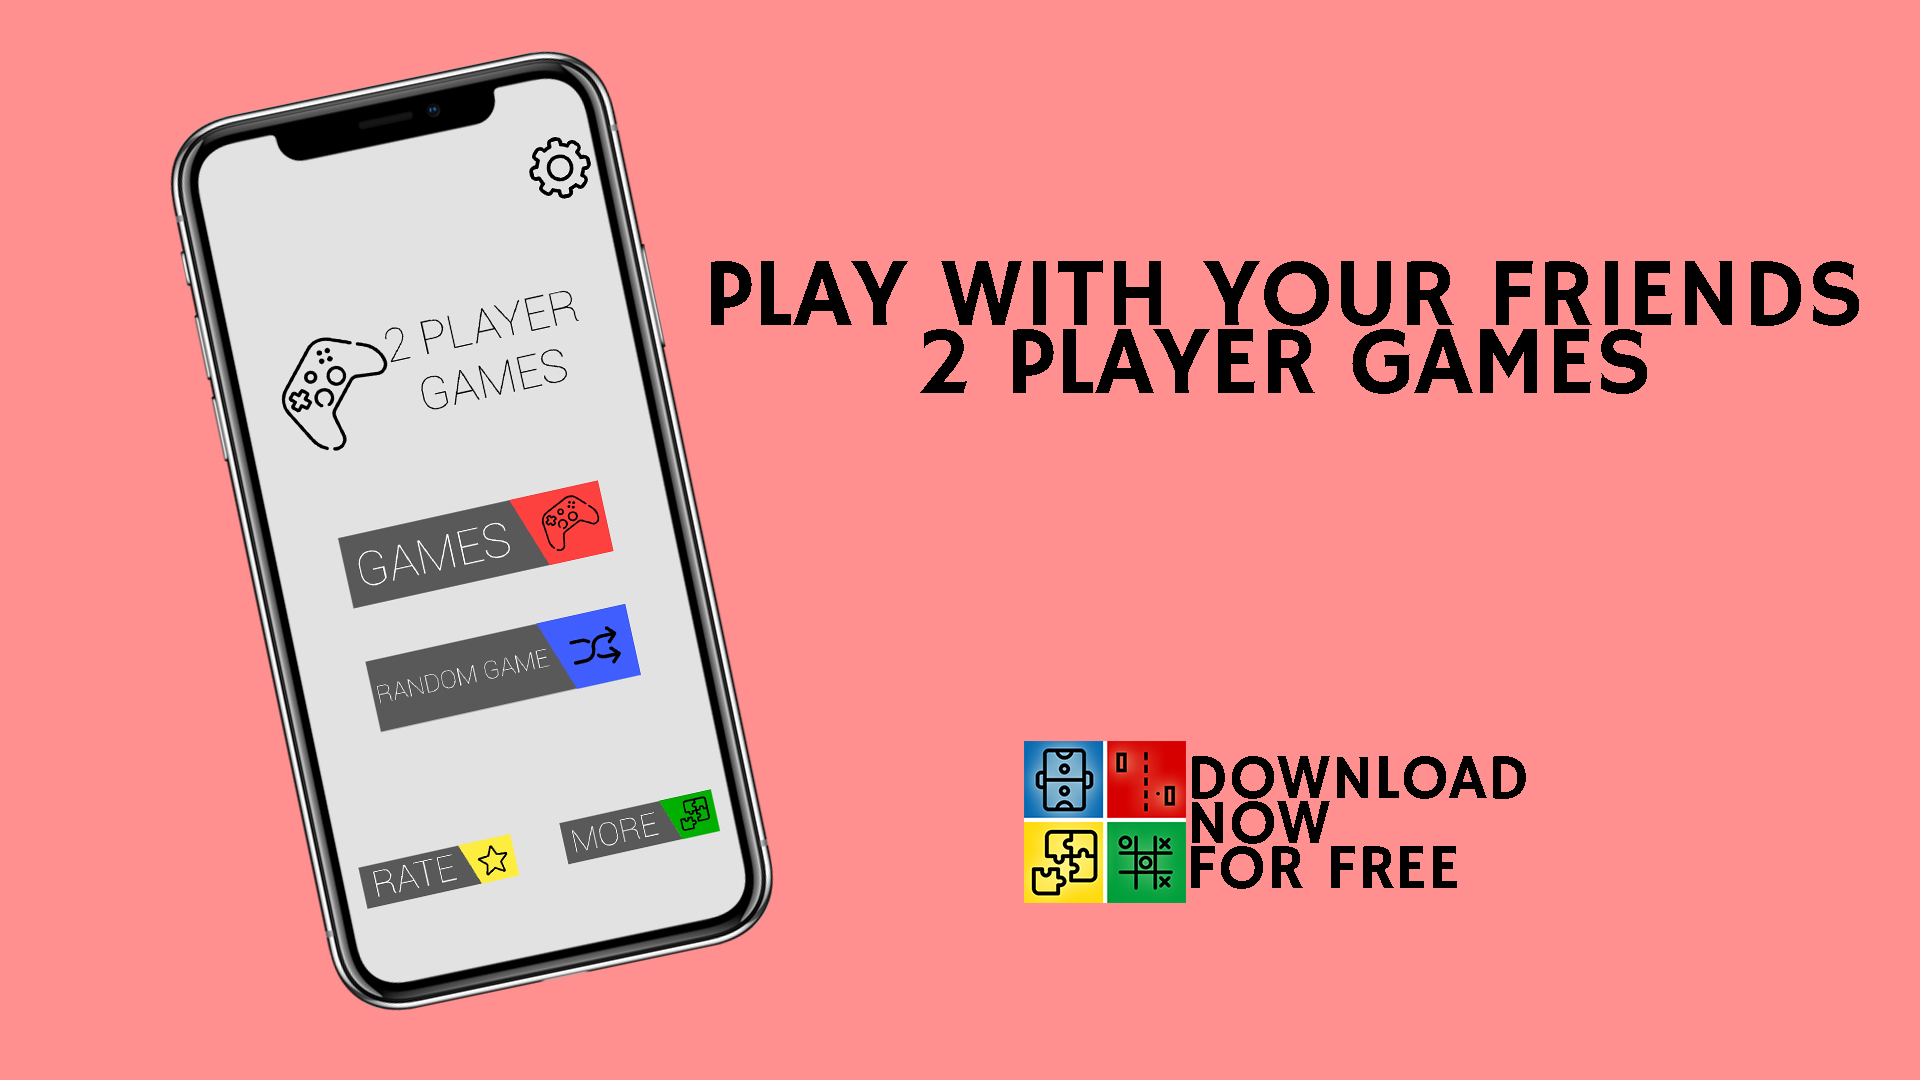 2 PLAYER
GAMES
GAMES
RANDOM GAME
RATE
MORE
PLAY WITH YOUR FRIENDS
2 PLAYER GAMES
DOWNLOAD
NOW
FOR FREE